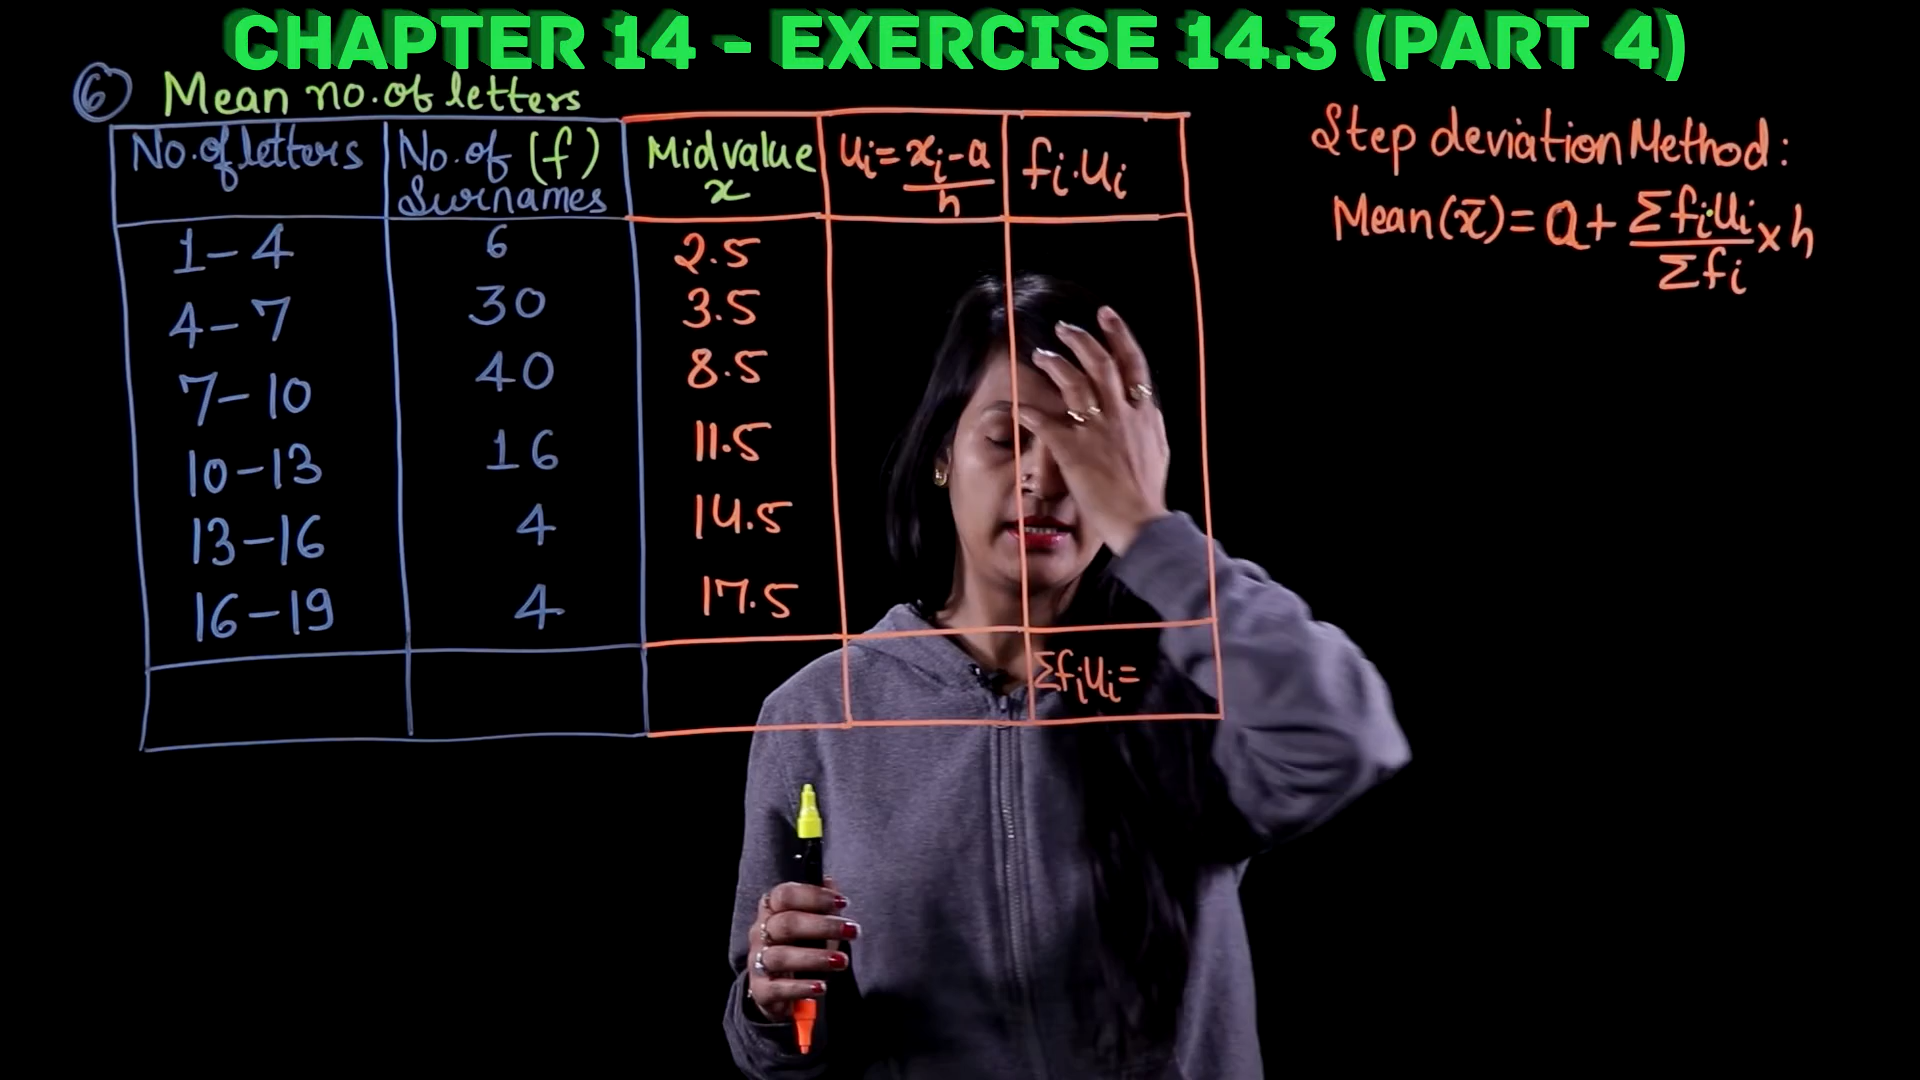 CHAPTER 14 - EXERCISE 14.3 (PART 4)
6 Mean no. of letters
No. of letters No. of (f) Surnames Midvalue x ui = xi - a / h fi . ui
1 - 4 6 2.5
4 - 7 30 3.5
7 - 10 40 8.5
10 - 13 16 11.5
13 - 16 4 14.5
16 - 19 4 17.5
Σfiui =
Step deviation Method :
Mean (x̄) = a + Σfi·ui / Σfi × h